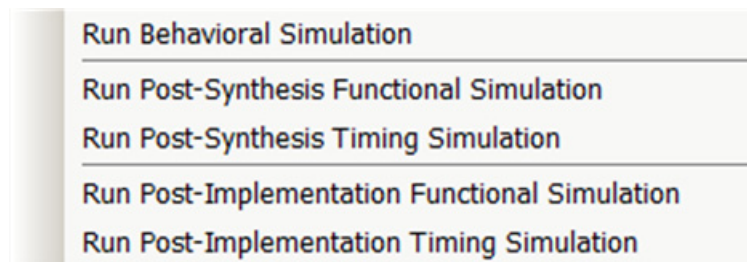 Run Behavioral Simulation
Run Post-Synthesis Functional Simulation
Run Post-Synthesis Timing Simulation
Run Post-Implementation Functional Simulation
Run Post-Implementation Timing Simulation